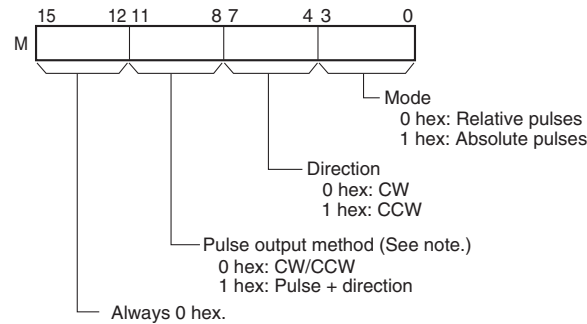 15 12 11 8 7 4 3 0
M
Mode
0 hex: Relative pulses
1 hex: Absolute pulses
Direction
0 hex: CW
1 hex: CCW
Pulse output method (See note.)
0 hex: CW/CCW
1 hex: Pulse + direction
Always 0 hex.